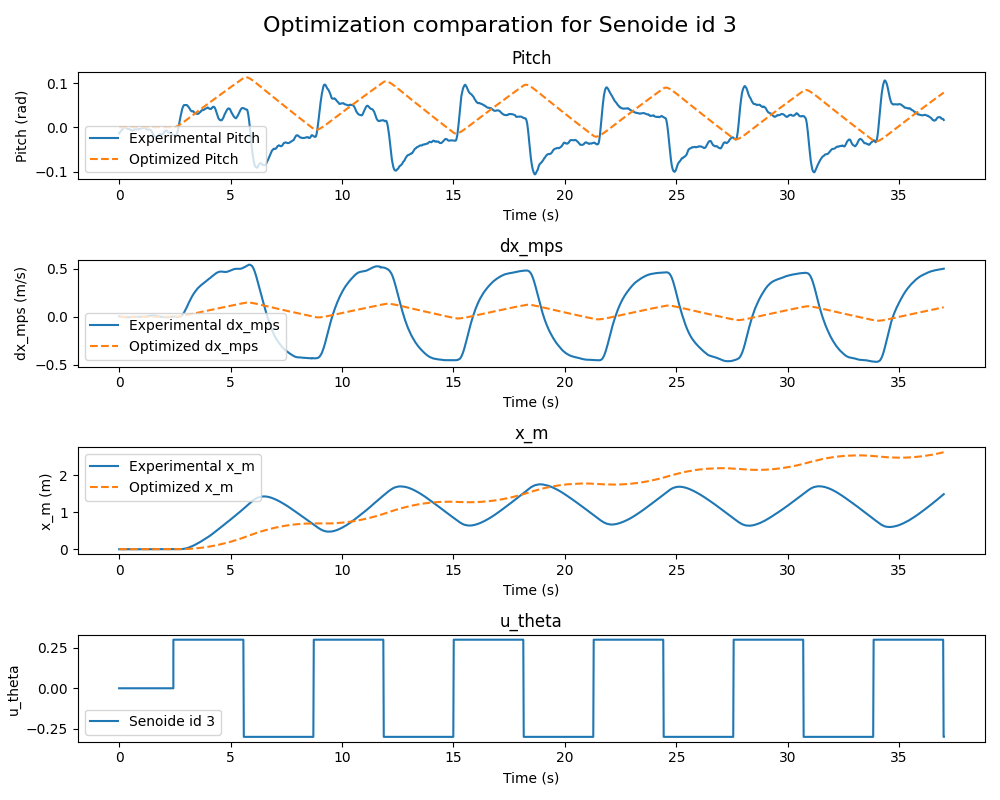 Optimization comparation for Senoide id 3
Pitch
Pitch (rad)
0.1
0.0
−0.1
Experimental Pitch
Optimized Pitch
0 5 10 15 20 25 30 35
Time (s)
dx_mps
dx_mps (m/s)
0.5
0.0
−0.5
Experimental dx_mps
Optimized dx_mps
0 5 10 15 20 25 30 35
Time (s)
x_m
x_m (m)
2
1
0
Experimental x_m
Optimized x_m
0 5 10 15 20 25 30 35
Time (s)
u_theta
u_theta
0.25
0.00
−0.25
Senoide id 3
0 5 10 15 20 25 30 35
Time (s)